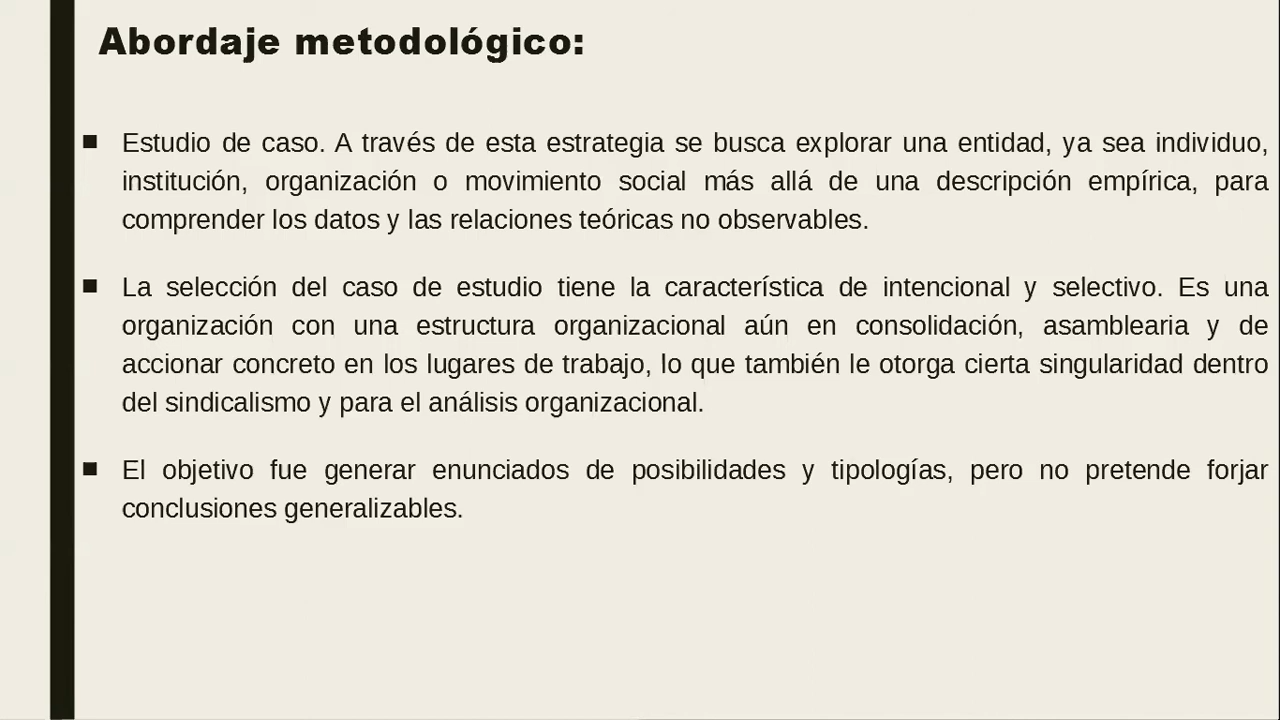 Abordaje metodológico:
Estudio de caso. A través de esta estrategia se busca explorar una entidad, ya sea individuo,
institución, organización o movimiento social más allá de una descripción empírica, para
comprender los datos y las relaciones teóricas no observables.
La selección del caso de estudio tiene la característica de intencional y selectivo. Es una
organización con una estructura organizacional aún en consolidación, asamblearia y de
accionar concreto en los lugares de trabajo, lo que también le otorga cierta singularidad dentro
del sindicalismo y para el análisis organizacional.
El objetivo fue generar enunciados de posibilidades y tipologías, pero no pretende forjar
conclusiones generalizables.